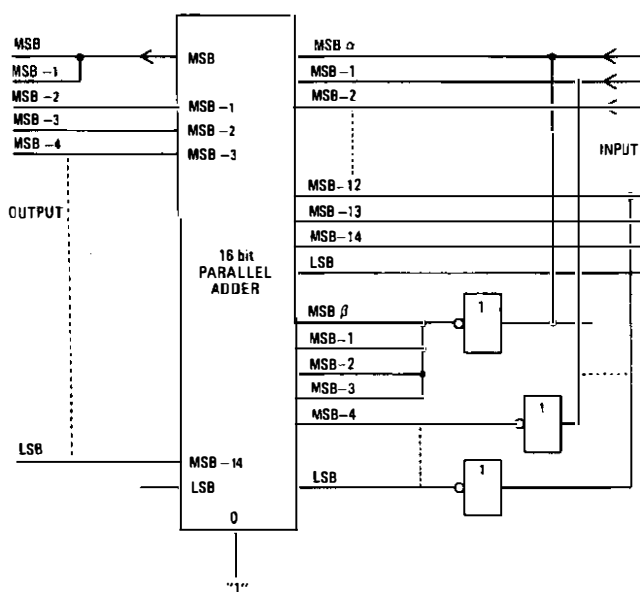 MSB
MSB-1
MSB-2
MSB-3
MSB-4
OUTPUT
LSB
MSB
MSB-1
MSB-2
MSB-3
16 bit
PARALLEL
ADDER
MSB-14
LSB
0
"1"
MSB α
MSB-1
MSB-2
INPUT
MSB-12
MSB-13
MSB-14
LSB
MSB β
MSB-1
MSB-2
MSB-3
MSB-4
LSB
1
1
1